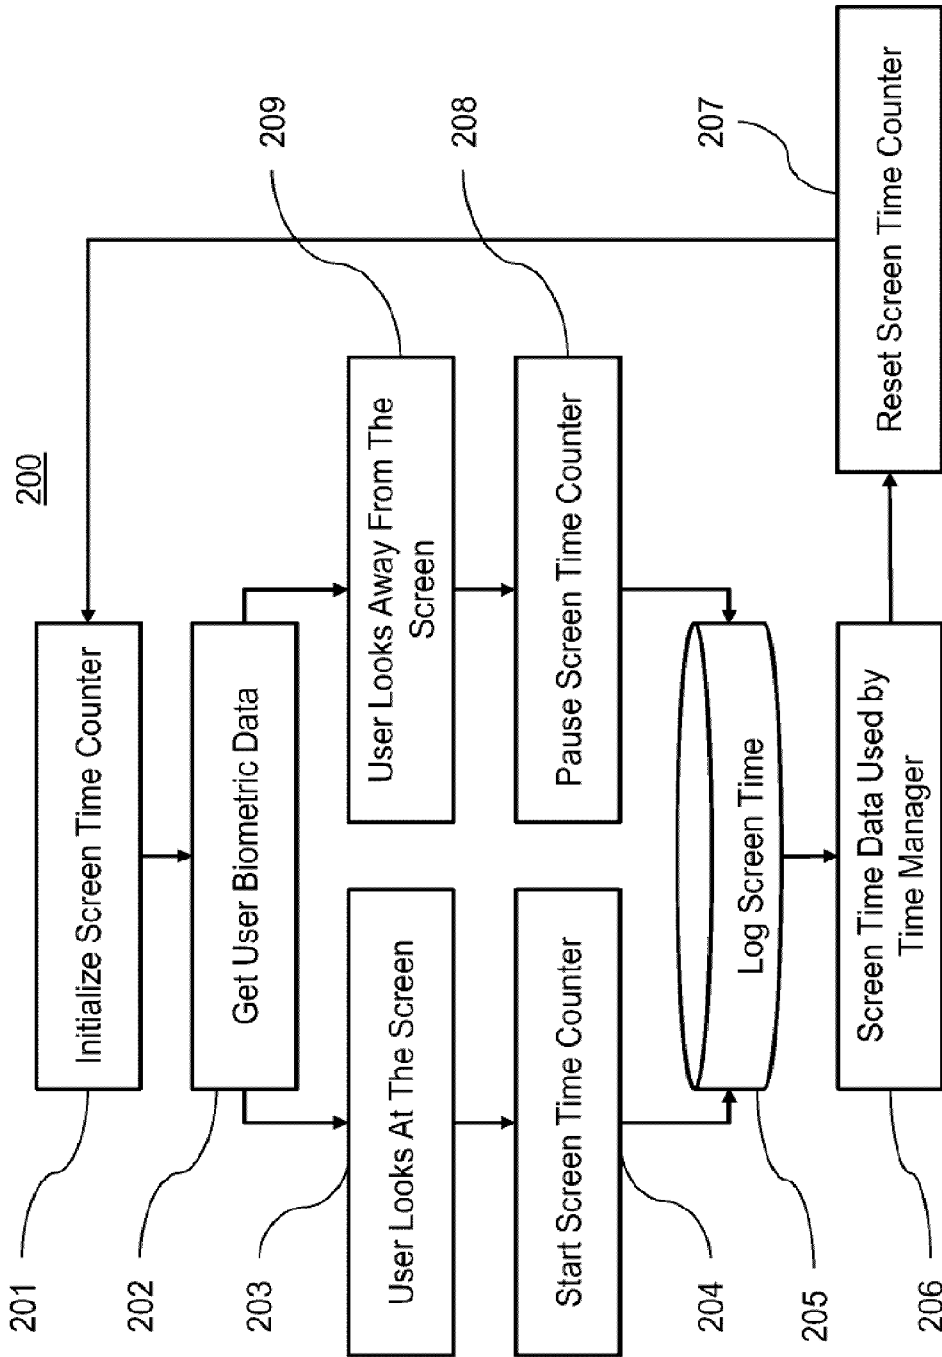 200
201
Initialize Screen Time Counter
202
Get User Biometric Data
203
User Looks At The Screen
209
User Looks Away From The
Screen
Start Screen Time Counter
204
Pause Screen Time Counter
208
Log Screen Time
205
Screen Time Data Used by
Time Manager
206
Reset Screen Time Counter
207